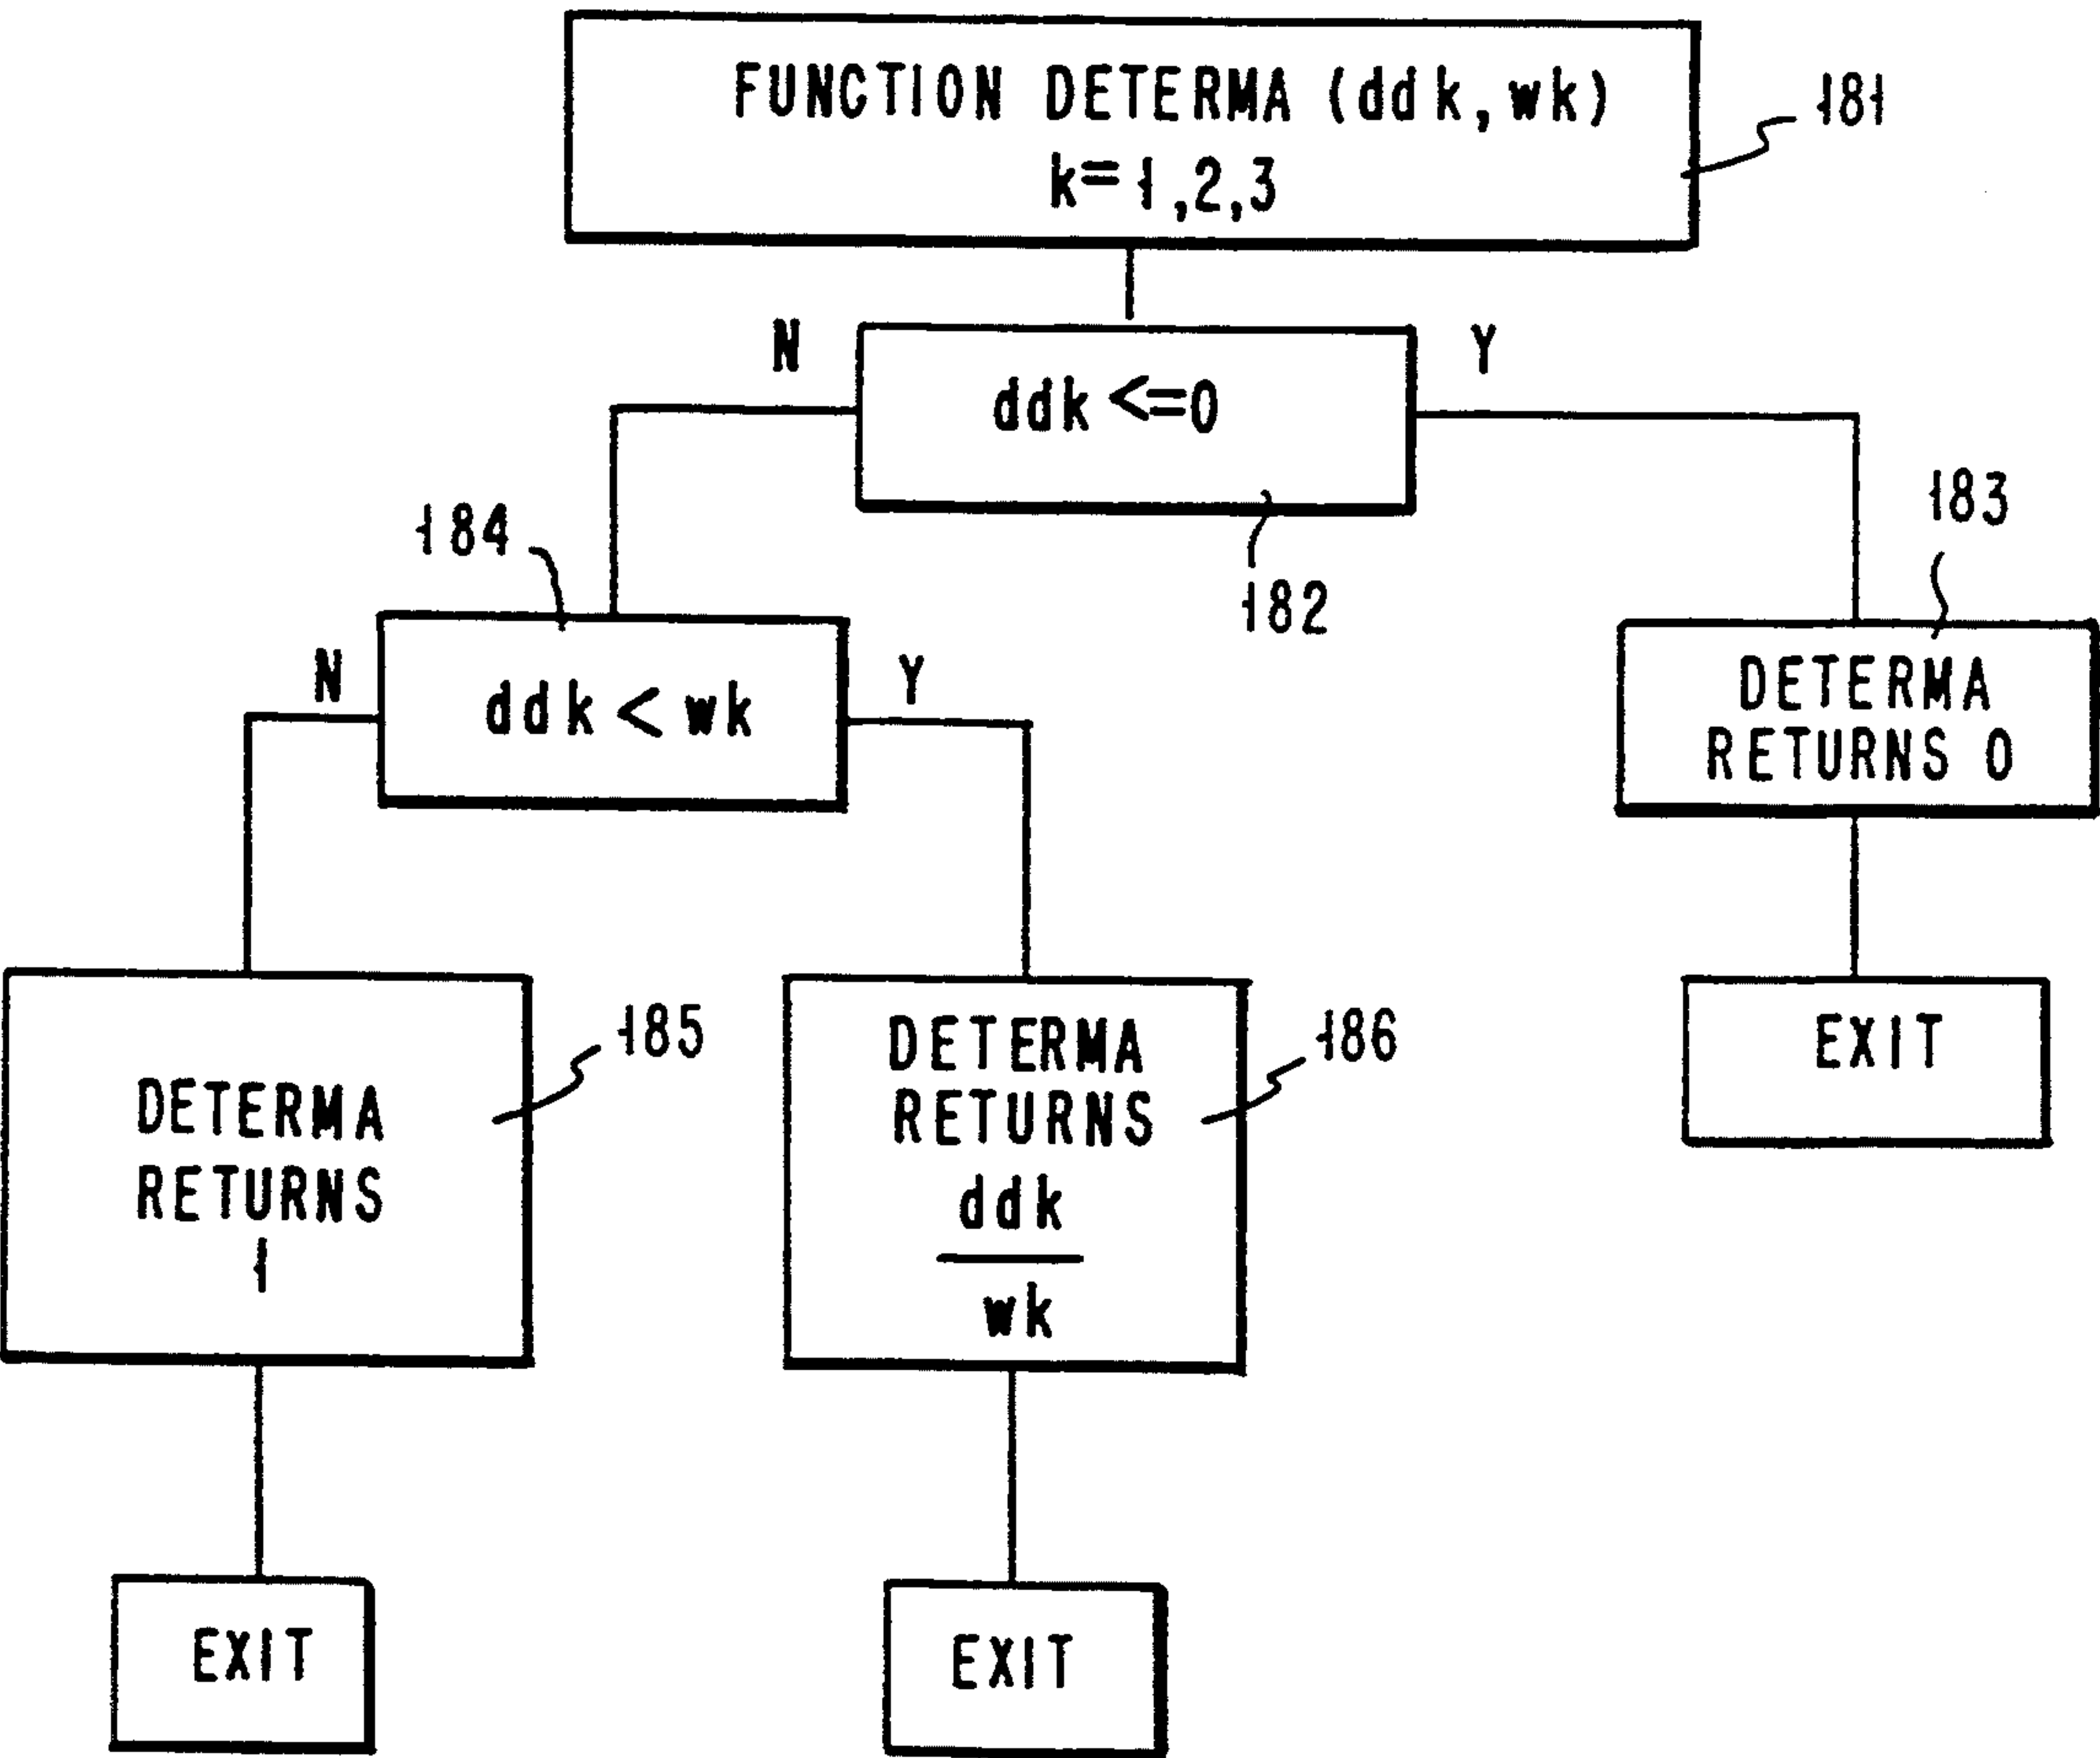 FUNCTION DETERMA (ddk,wk)
k=1,2,3
181
N
ddk <=0
Y
182
183
184
N
ddk < wk
Y
DETERMA
RETURNS 0
DETERMA
RETURNS
1
185
DETERMA
RETURNS
ddk
wk
186
EXIT
EXIT
EXIT